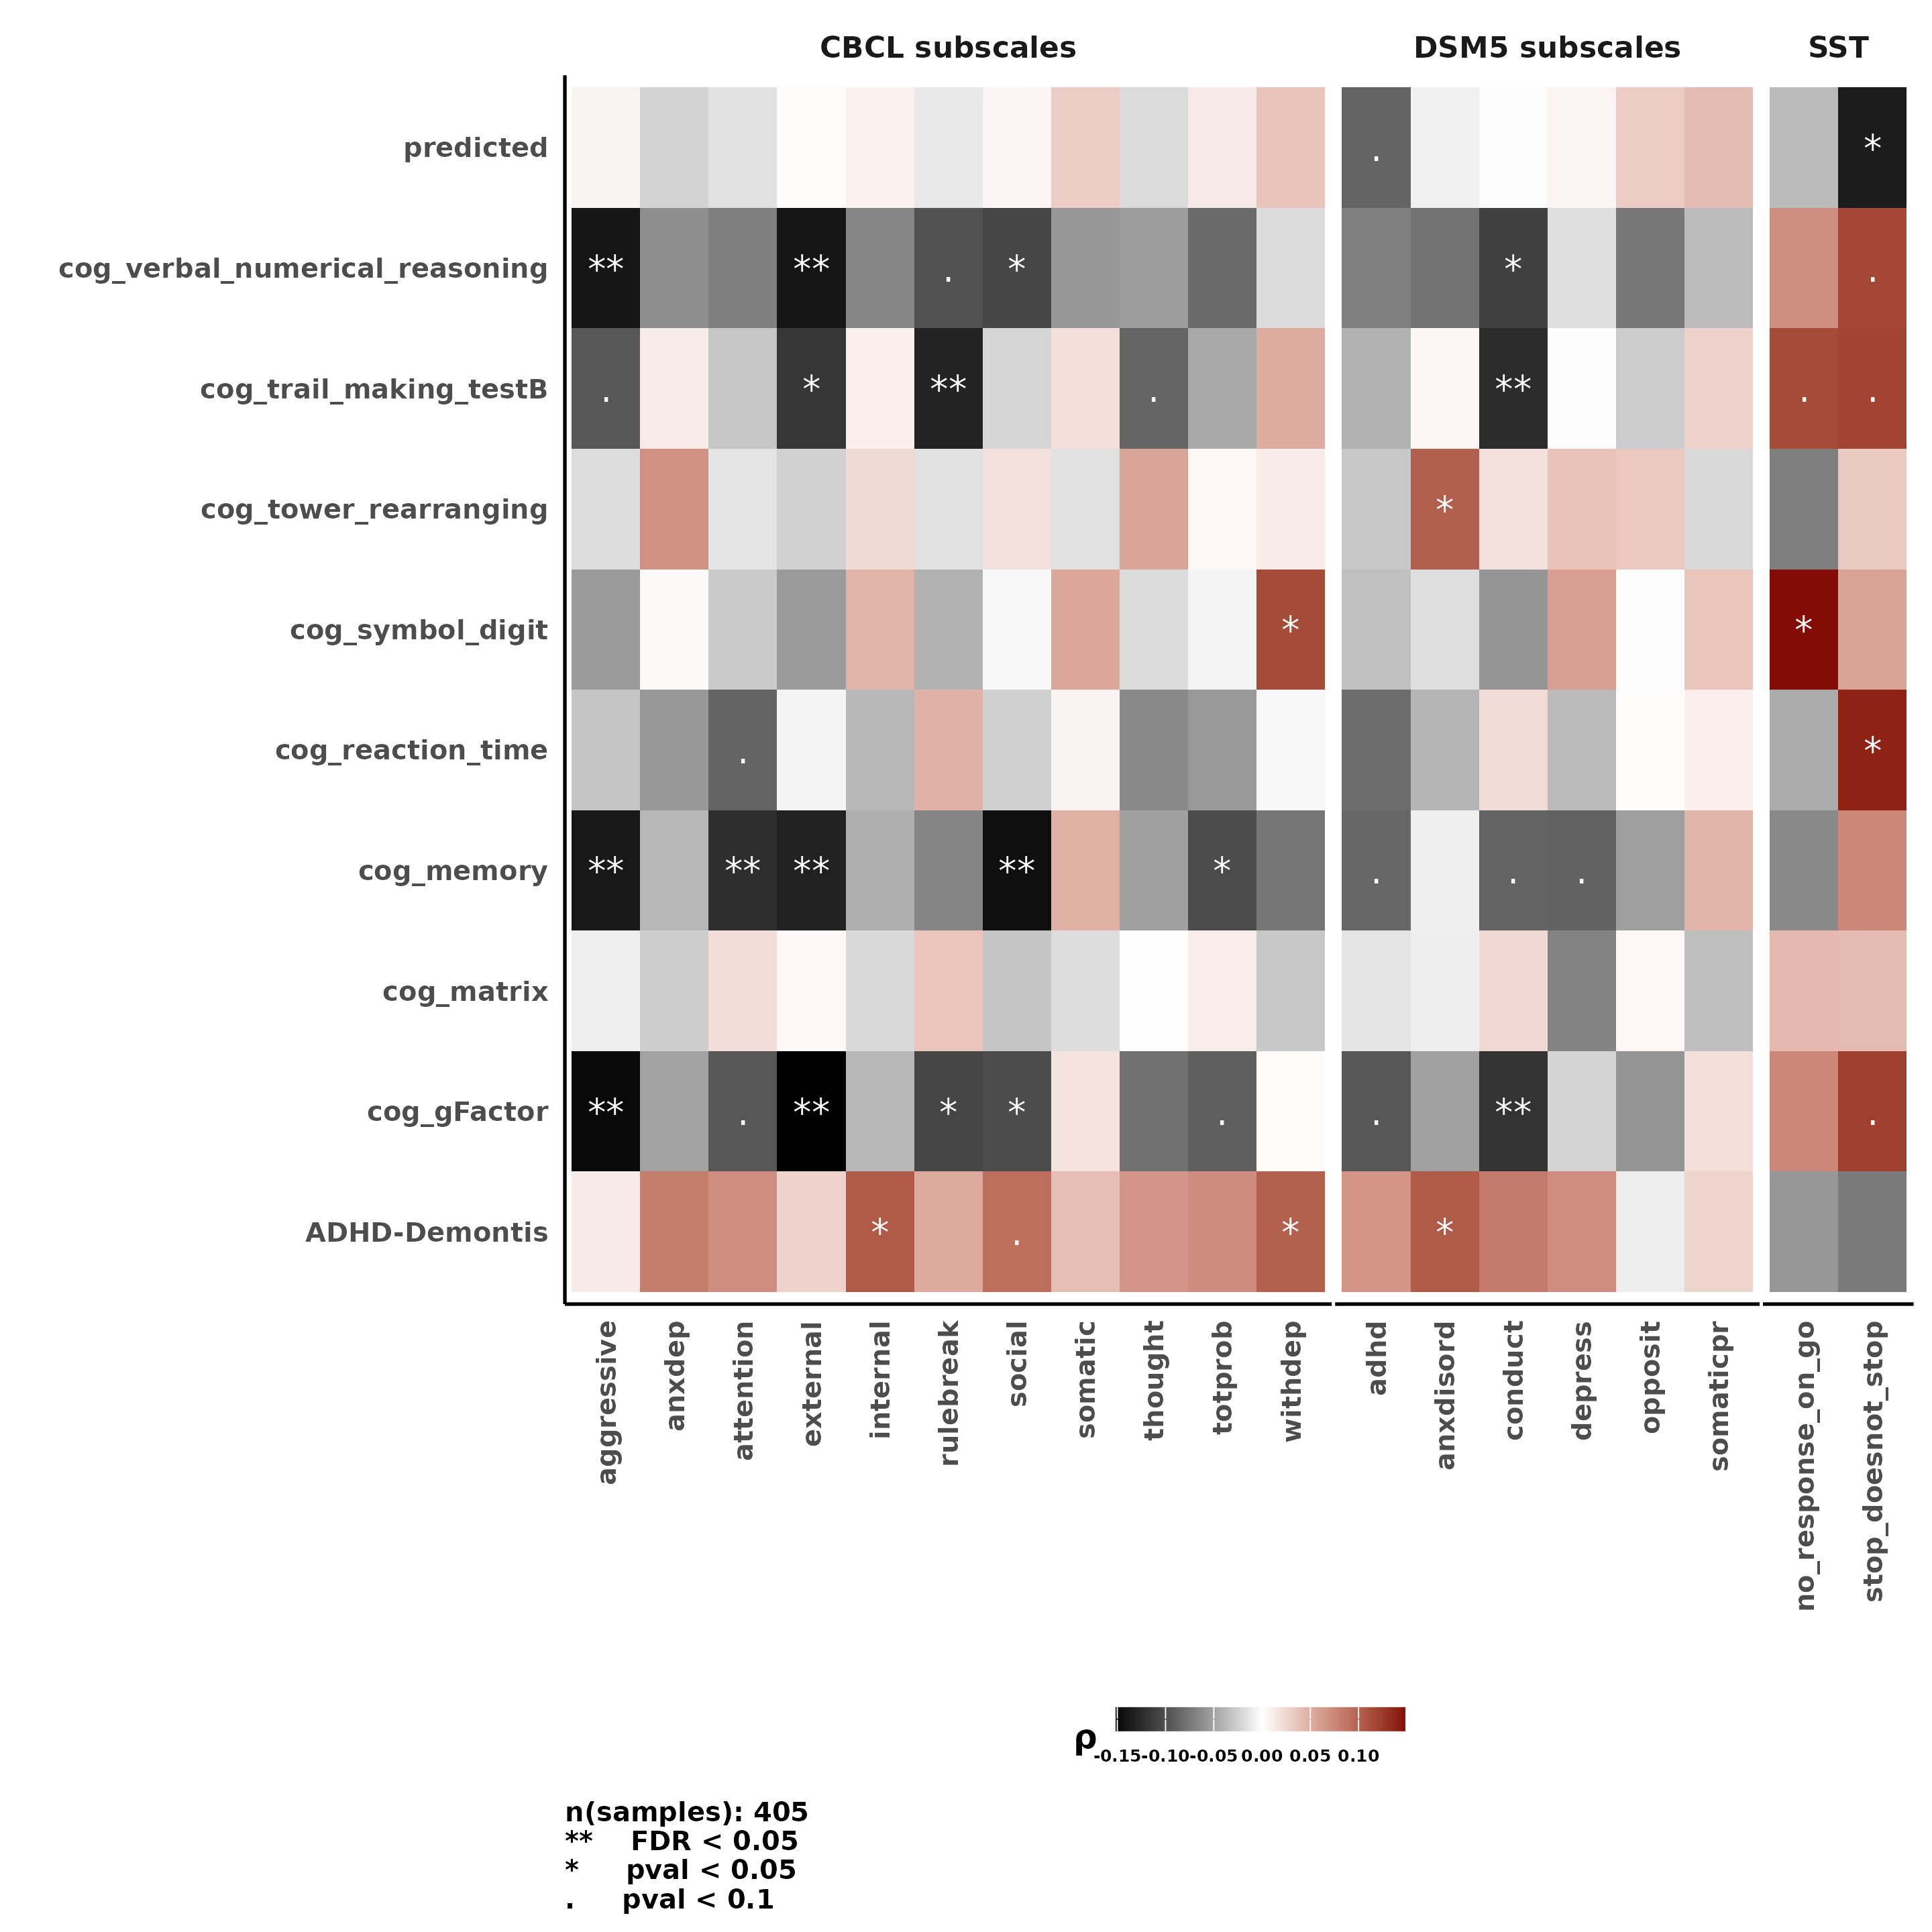 CBCL subscales DSM5 subscales SST
predicted . *
cog_verbal_numerical_reasoning ** ** . * * .
cog_trail_making_testB . * ** . ** . .
cog_tower_rearranging *
cog_symbol_digit * *
cog_reaction_time . *
cog_memory ** ** ** ** * . . .
cog_matrix
cog_gFactor ** . ** * * . . ** .
ADHD-Demontis * . * *
aggressive
anxdep
attention
external
internal
rulebreak
social
somatic
thought
totprob
withdep
adhd
anxdisord
conduct
depress
opposit
somaticpr
no_response_on_go
stop_doesnot_stop
ρ
-0.15 -0.10 -0.05 0.00 0.05 0.10
n(samples): 405
** FDR < 0.05
* pval < 0.05
. pval < 0.1